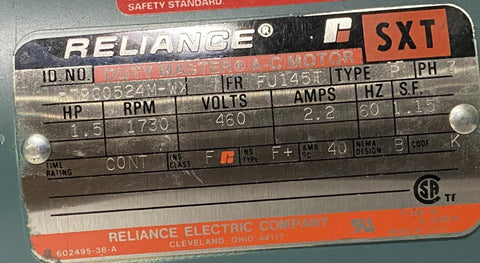 SAFETY STANDARD.
RELIANCE® R SXT
DUTY MASTER® A-C MOTOR
ID.NO. FR FU145T TYPE P PH 3
HP RPM VOLTS AMPS HZ S.F.
1.5 1730 460 2.2 60 1.15
TIME RATING CONT INS CLASS F R INS TYPE F+ AMB °C 40 NEMA DESIGN B CODE K
SA
RELIANCE ELECTRIC COMPANY
CLEVELAND, OHIO 44117
602495-38-A